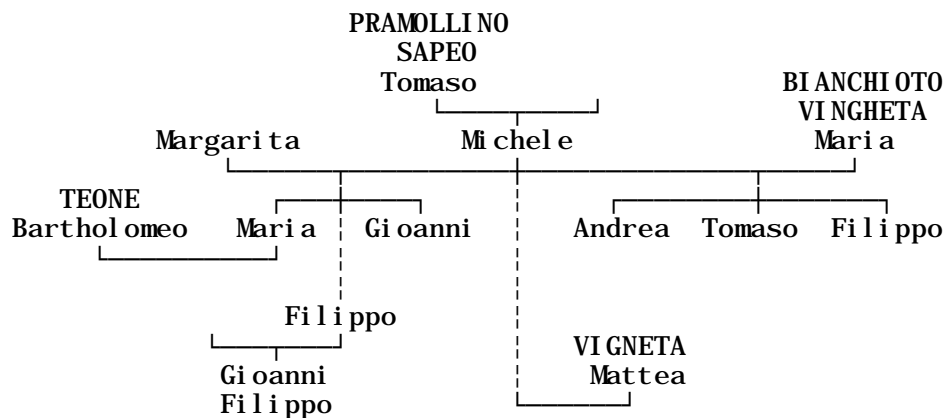 PRAMOLLINO
SAPEO
Tomaso
BIANCHIOTO
VINGHETA
Margarita Michele Maria
TEONE
Bartholomeo Maria Gioanni Andrea Tomaso Filippo
Filippo
VIGNETA
Gioanni Mattea
Filippo